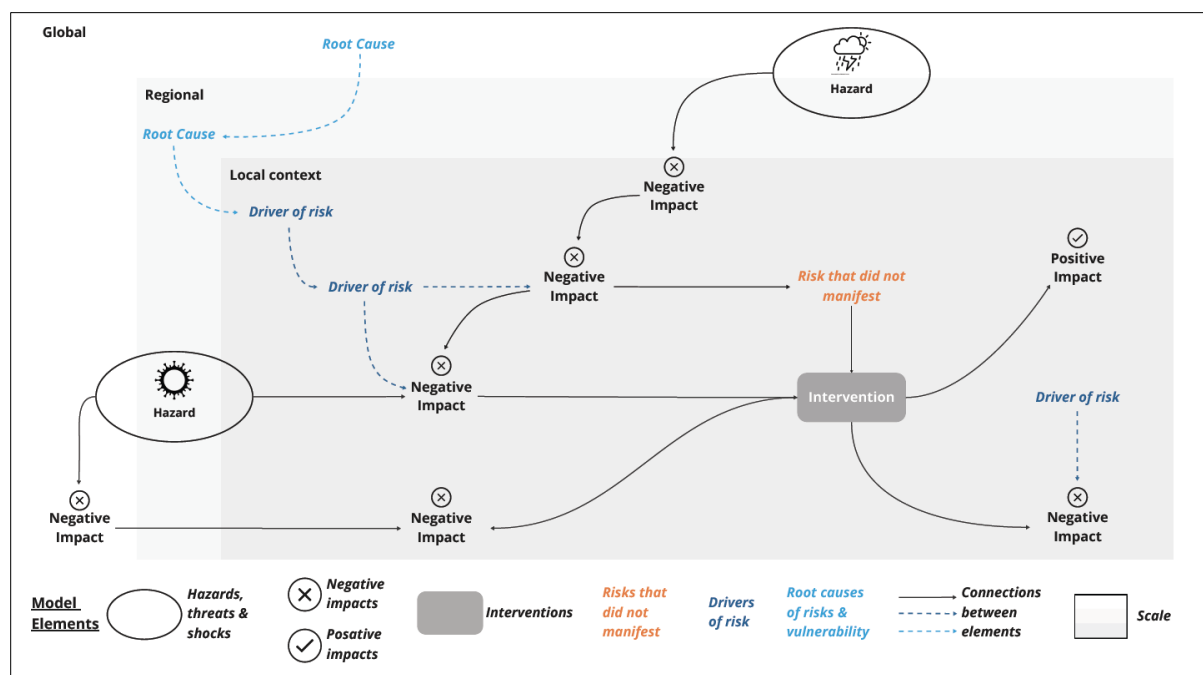 Global
Root Cause
Hazard
Regional
Root Cause
Local context
Negative
Impact
Driver of risk
Positive
Impact
Negative
Impact
Risk that did not
manifest
Driver of risk
Negative
Impact
Intervention
Driver of risk
Hazard
Negative
Impact
Negative
Impact
Negative
Impact
Model
Elements
Hazards,
threats &
shocks
Negative
impacts
Posative
impacts
Interventions
Risks that
did not
manifest
Drivers
of risk
Root causes
of risks &
vulnerability
Connections
between
elements
Scale